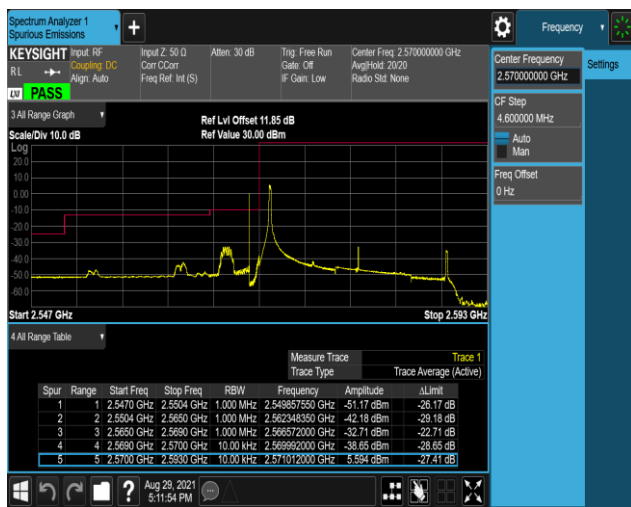 Spectrum Analyzer 1
Spurious Emissions
+
Frequency
KEYSIGHT Input: RF Input Z: 50 Ω Atten: 30 dB Trig: Free Run Center Freq: 2.570000000 GHz
RL Coupling: DC Corr CCorr Gate: Off Avg|Hold: 20/20
Align: Auto Freq Ref: Int (S) IF Gain: Low Radio Std: None
LXI PASS
Center Frequency
2.570000000 GHz
Settings
CF Step
4.600000 MHz
Auto
Man
Freq Offset
0 Hz
3 All Range Graph
Ref Lvl Offset 11.85 dB
Scale/Div 10.0 dB Ref Value 30.00 dBm
Log
20.0
10.0
0.00
-10.0
-20.0
-30.0
-40.0
-50.0
-60.0
Start 2.547 GHz Stop 2.593 GHz
4 All Range Table
Measure Trace Trace 1
Trace Type Trace Average (Active)
Spur Range Start Freq Stop Freq RBW Frequency Amplitude ΔLimit
1 1 2.5470 GHz 2.5504 GHz 1.000 MHz 2.549857550 GHz -51.17 dBm -26.17 dB
2 2 2.5504 GHz 2.5650 GHz 1.000 MHz 2.562348350 GHz -42.18 dBm -29.18 dB
3 3 2.5650 GHz 2.5690 GHz 1.000 MHz 2.566572000 GHz -32.71 dBm -22.71 dB
4 4 2.5690 GHz 2.5700 GHz 10.00 kHz 2.569992000 GHz -38.65 dBm -28.65 dB
5 5 2.5700 GHz 2.5930 GHz 10.00 kHz 2.571012000 GHz 5.594 dBm -27.41 dB
?
Aug 29, 2021
5:11:54 PM